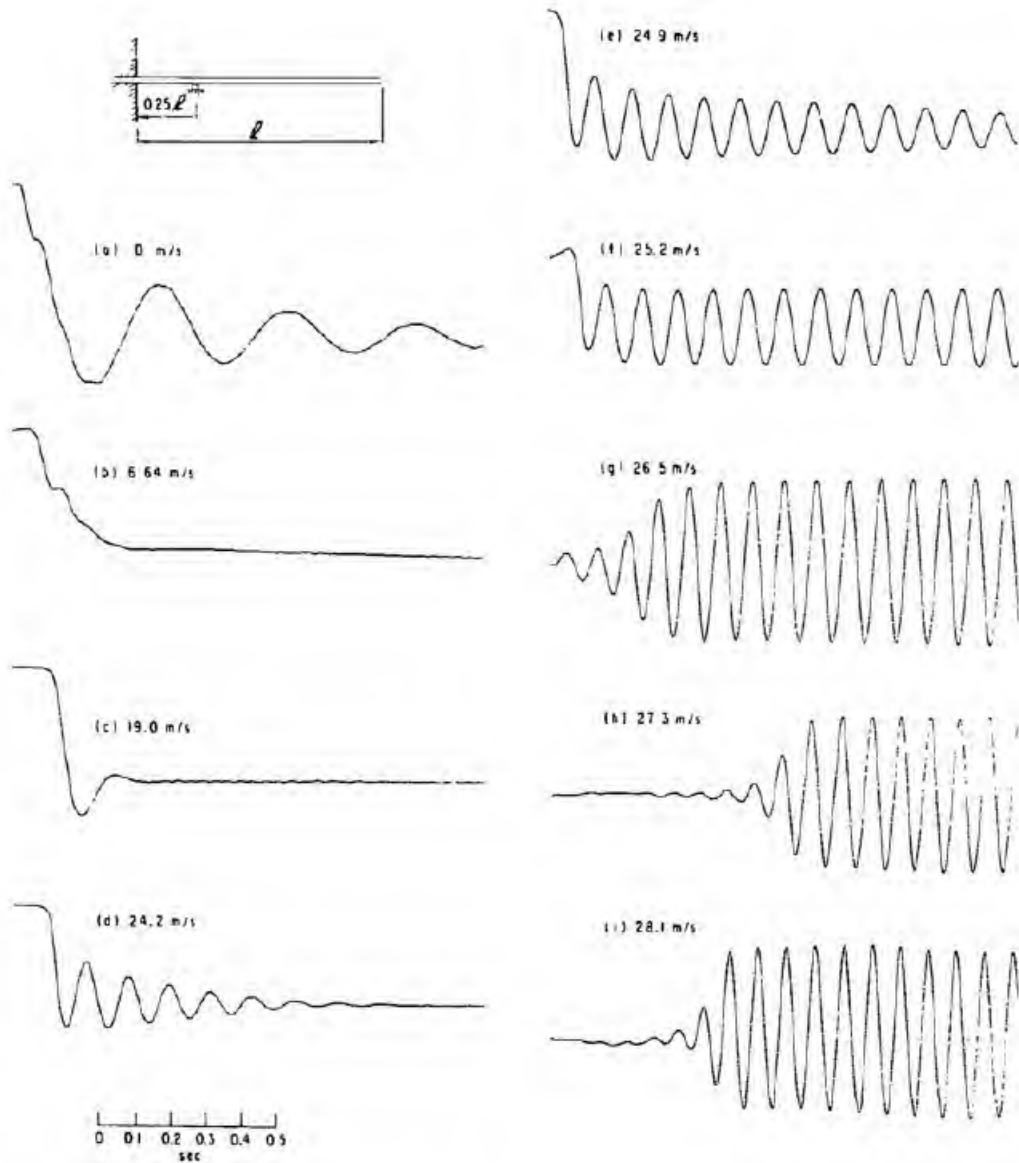 0.25 ℓ
ℓ
(a) 0 m/s
(b) 6.64 m/s
(c) 19.0 m/s
(d) 24.2 m/s
0 0.1 0.2 0.3 0.4 0.5
sec
(e) 24.9 m/s
(f) 25.2 m/s
(g) 26.5 m/s
(h) 27.3 m/s
(i) 28.1 m/s